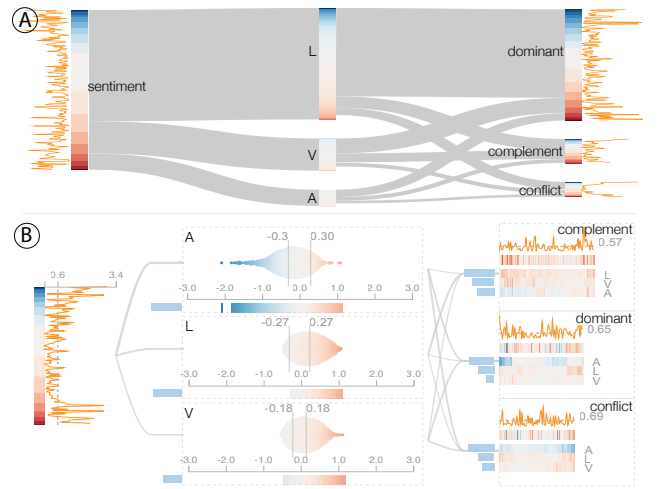 A
sentiment
L
V
A
dominant
complement
conflict
B
0.6
3.4
A
-0.3
0.30
-3.0
-2.0
-1.0
0.0
1.0
2.0
3.0
L
-0.27
0.27
-3.0
-2.0
-1.0
0.0
1.0
2.0
3.0
V
-0.18
0.18
-3.0
-2.0
-1.0
0.0
1.0
2.0
3.0
complement
0.57
L
V
A
dominant
0.65
A
L
V
conflict
0.69
A
L
V